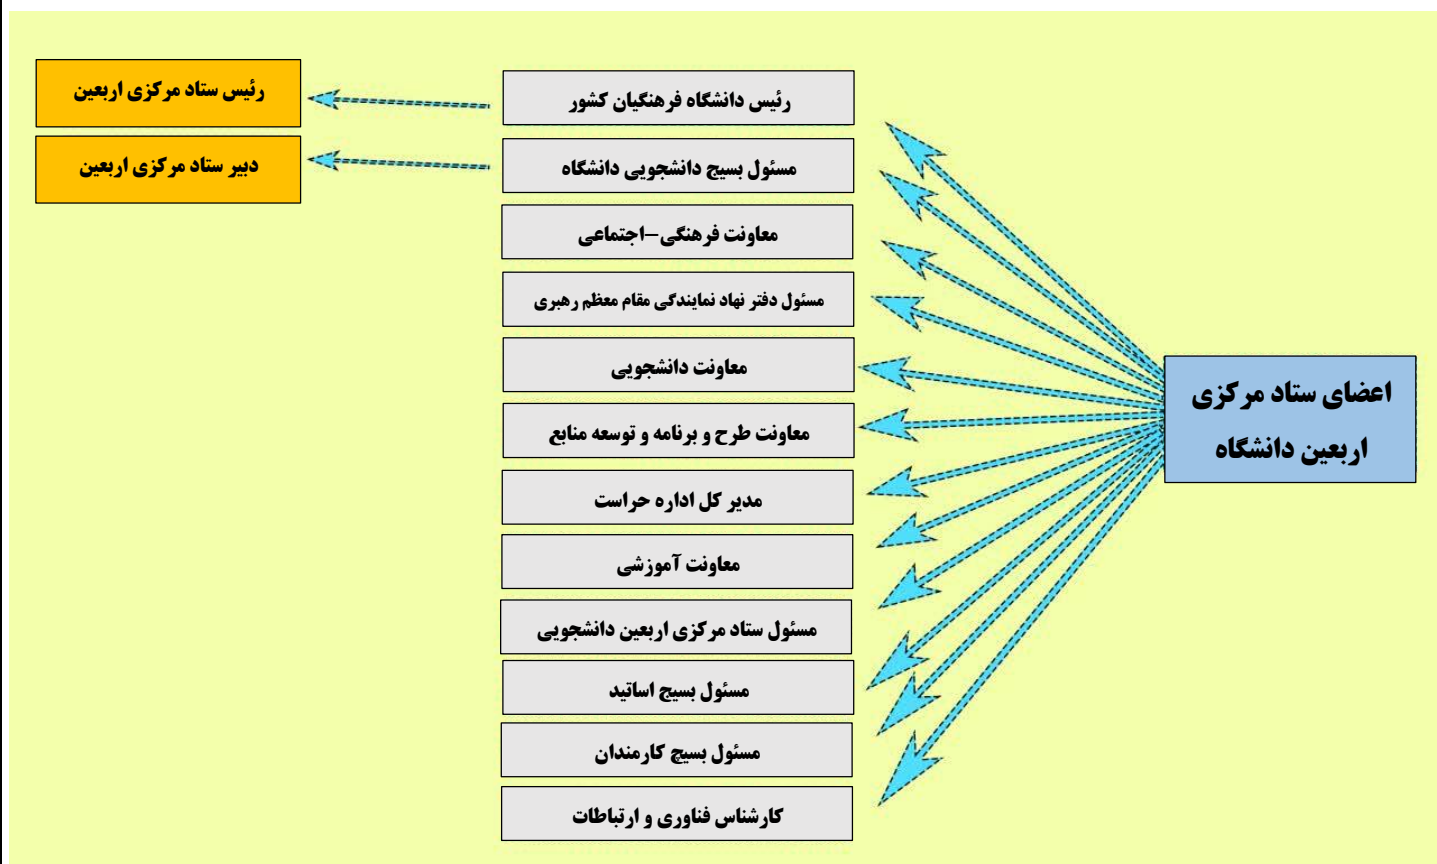 اعضای ستاد مرکزی
اربعین دانشگاه
رئیس دانشگاه فرهنگیان کشور
رئیس ستاد مرکزی اربعین
مسئول بسیج دانشجویی دانشگاه
دبیر ستاد مرکزی اربعین
معاونت فرهنگی-اجتماعی
مسئول دفتر نهاد نمایندگی مقام معظم رهبری
معاونت دانشجویی
معاونت طرح و برنامه و توسعه منابع
مدیر کل اداره حراست
معاونت آموزشی
مسئول ستاد مرکزی اربعین دانشجویی
مسئول بسیج اساتید
مسئول بسیچ کارمندان
کارشناس فناوری و ارتباطات